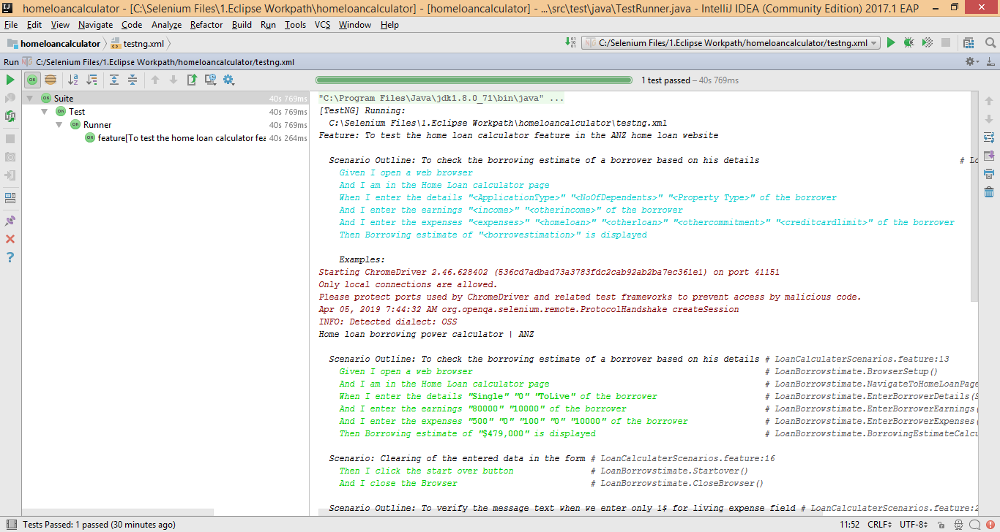 homeloancalculator - [C:\Selenium Files\1.Eclipse Workpath\homeloancalculator] - [homeloancalculator] - ...\src\test\java\TestRunner.java - IntelliJ IDEA (Community Edition) 2017.1 EAP
File Edit View Navigate Code Analyze Refactor Build Run Tools VCS Window Help
homeloancalculator testng.xml C:/Selenium Files/1.Eclipse Workpath/homeloancalculator/testng.xml
Run C:/Selenium Files/1.Eclipse Workpath/homeloancalculator/testng.xml
1 test passed – 40s 769ms
Suite 40s 769ms
Test 40s 769ms
Runner 40s 769ms
feature[To test the home loan calculator fea 40s 264ms
"C:\Program Files\Java\jdk1.8.0_71\bin\java" ...
[TestNG] Running:
C:\Selenium Files\1.Eclipse Workpath\homeloancalculator\testng.xml
Feature: To test the home loan calculator feature in the ANZ home loan website
Scenario Outline: To check the borrowing estimate of a borrower based on his details # Lo
Given I open a web browser
And I am in the Home Loan calculator page
When I enter the details "<ApplicationType>" "<NoOfDependents>" "<Property Type>" of the borrower
And I enter the earnings "<income>" "<otherincome>" of the borrower
And I enter the expenses "<expenses>" "<homeloan>" "<otherloan>" "<othercommitment>" "<creditcardlimit>" of the borrower
Then Borrowing estimate of "<borrowestimation>" is displayed
Examples:
Starting ChromeDriver 2.46.628402 (536cd7adbad73a3783fdc2cab92ab2ba7ec361e1) on port 41151
Only local connections are allowed.
Please protect ports used by ChromeDriver and related test frameworks to prevent access by malicious code.
Apr 05, 2019 7:44:32 AM org.openqa.selenium.remote.ProtocolHandshake createSession
INFO: Detected dialect: OSS
Home loan borrowing power calculator | ANZ
Scenario Outline: To check the borrowing estimate of a borrower based on his details # LoanCalculaterScenarios.feature:13
Given I open a web browser # LoanBorrowstimate.BrowserSetup()
And I am in the Home Loan calculator page # LoanBorrowstimate.NavigateToHomeLoanPage
When I enter the details "Single" "0" "ToLive" of the borrower # LoanBorrowstimate.EnterBorrowerDetails(S
And I enter the earnings "80000" "10000" of the borrower # LoanBorrowstimate.EnterBorrowerEarnings(
And I enter the expenses "500" "0" "100" "0" "10000" of the borrower # LoanBorrowstimate.EnterBorrowerExpenses(
Then Borrowing estimate of "$479,000" is displayed # LoanBorrowstimate.BorrowingEstimateCalcu
Scenario: Clearing of the entered data in the form # LoanCalculaterScenarios.feature:16
Then I click the start over button # LoanBorrowstimate.Startover()
And I close the Browser # LoanBorrowstimate.CloseBrowser()
Scenario Outline: To verify the message text when we enter only 1$ for living expense field # LoanCalculaterScenarios.feature:2
Tests Passed: 1 passed (30 minutes ago) 11:52 CRLF UTF-8